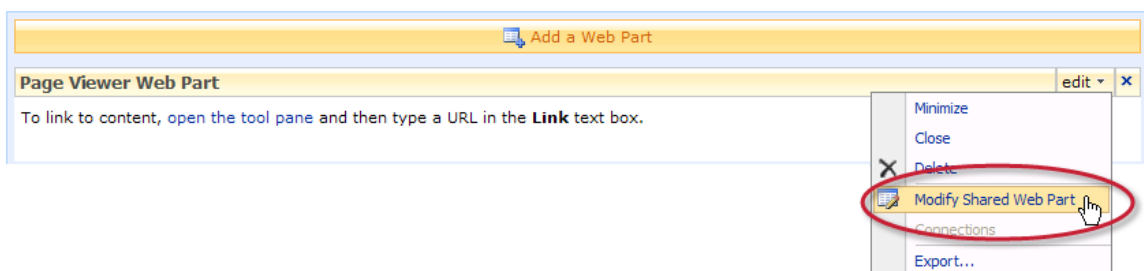 Add a Web Part
Page Viewer Web Part
edit
To link to content, open the tool pane and then type a URL in the Link text box.
Minimize
Close
Delete
Modify Shared Web Part
Connections
Export...